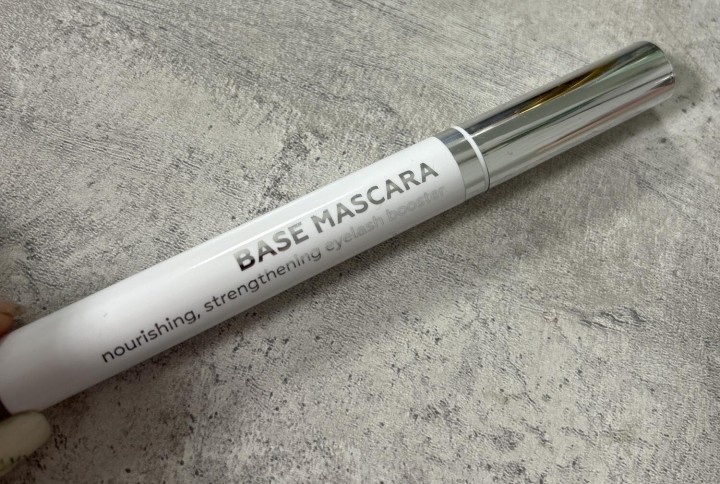 BASE MASCARA
nourishing, strengthening eyelash booster